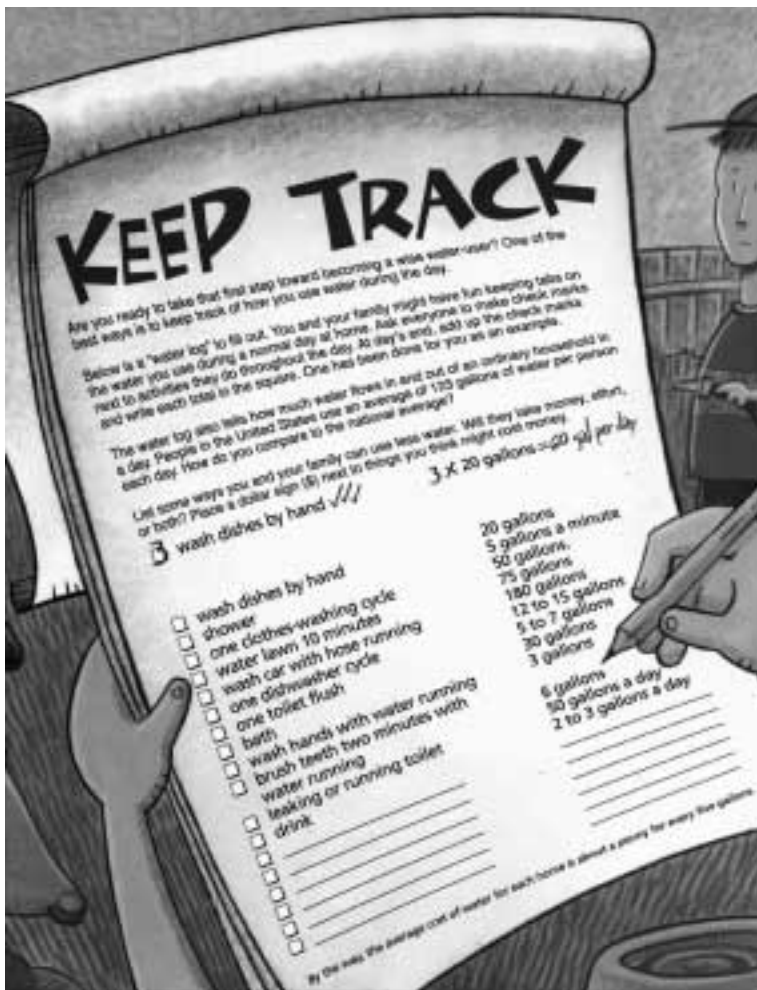 KEEP TRACK
Are you ready to take that first step toward becoming a wise water-user? One of the
best ways is to keep track of how you use water during the day.
Below is a "water log" to fill out. You and your family might have fun keeping tabs on
the water you use during a normal day at home. Ask everyone to make check marks
next to activities they do throughout the day. At day's end, add up the check marks
and write each total in the square. One had been done for you as an example.
The water log also tells how much water flows in and out of an ordinary household in
a day. People in the United States use an average of 123 gallons of water per person
each day. How do you compare to the national average?
List some ways you and your family can use less water. Will they take money, effort,
or both? Place a dollar sign ($) next to things you think might cost money.
3 wash dishes by hand ✓✓✓ 3 X 20 gallons = gal per day
wash dishes by hand 20 gallons
shower 5 gallons a minute
one clothes-washing cycle 50 gallons
water lawn 10 minutes 75 gallons
wash car with hose running 180 gallons
one dishwasher cycle 12 to 15 gallons
one toilet flush 5 to 7 gallons
bath 30 gallons
wash hands with water running 3 gallons
brush teeth two minutes with
water running 6 gallons
leaking or running toilet 50 gallons a day
drink 2 to 3 gallons a day
By the way, the average cost of water for each home is about a penny for every five gallons.